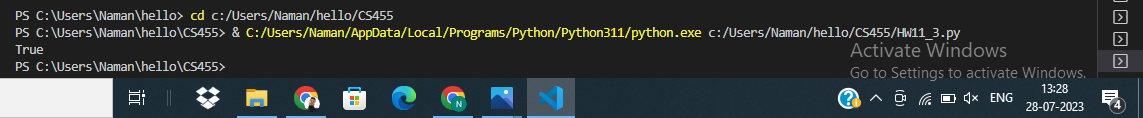 PS C:\Users\Naman\hello> cd c:/Users/Naman/hello/CS455
PS C:\Users\Naman\hello\CS455> & C:/Users/Naman/AppData/Local/Programs/Python/Python311/python.exe c:/Users/Naman/hello/CS455/HW11_3.py
True
PS C:\Users\Naman\hello\CS455>
Activate Windows
Go to Settings to activate Windows.
N
ENG
13:28
28-07-2023
4